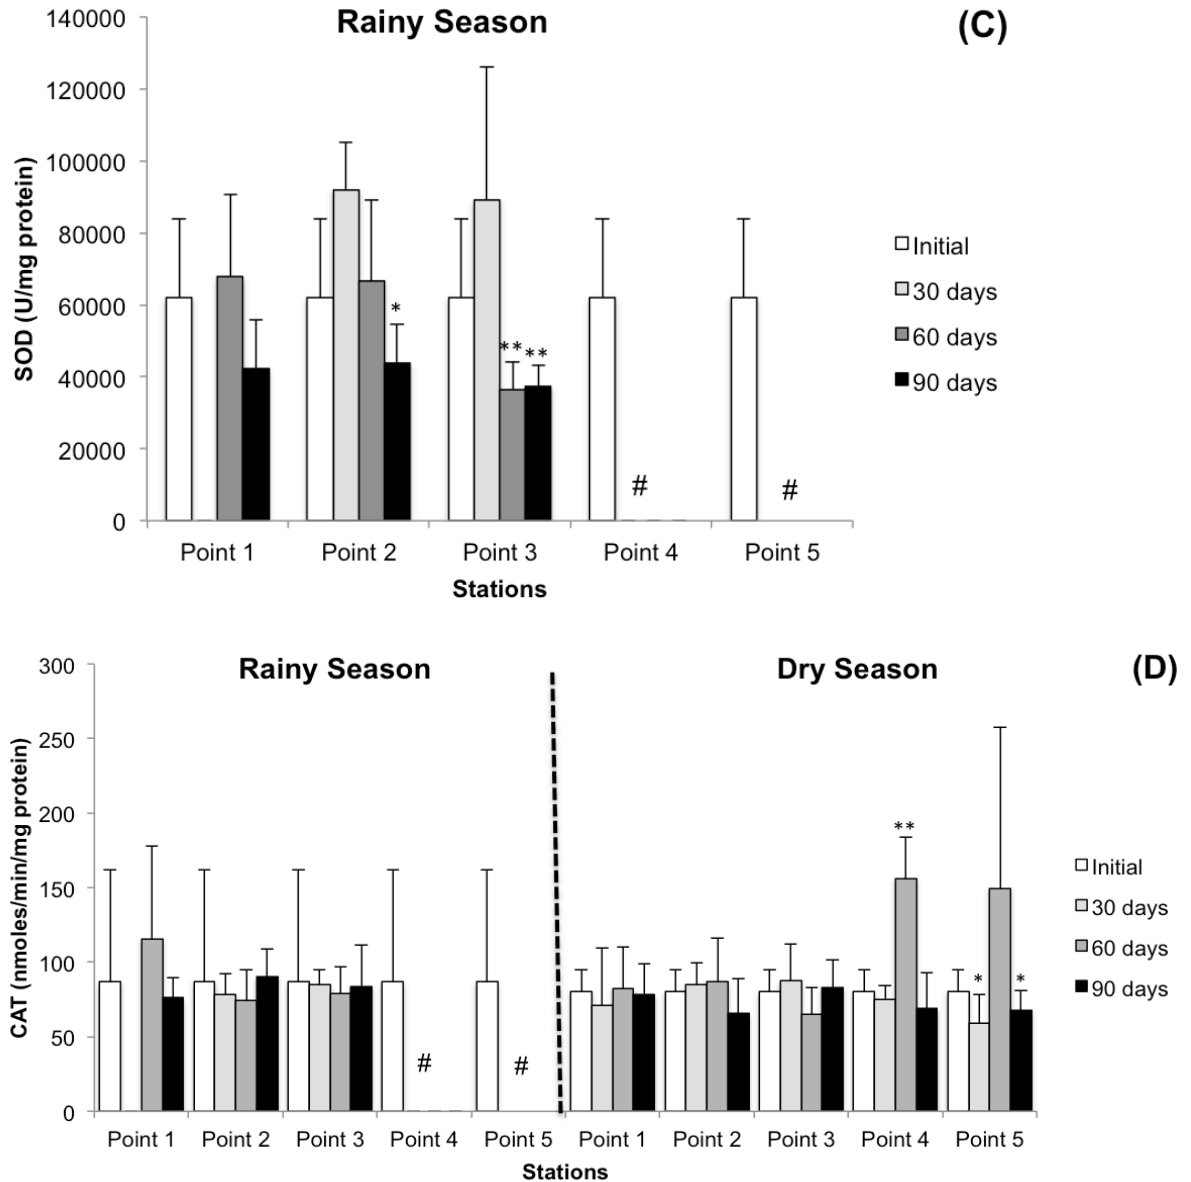 Rainy Season
(C)
140000
120000
100000
80000
60000
40000
20000
0
SOD (U/mg protein)
*
** **
#
#
Initial
30 days
60 days
90 days
Point 1 Point 2 Point 3 Point 4 Point 5
Stations
Rainy Season Dry Season (D)
300
250
200
150
100
50
0
CAT (nmoles/min/mg protein)
#
#
**
*
*
Initial
30 days
60 days
90 days
Point 1 Point 2 Point 3 Point 4 Point 5 Point 1 Point 2 Point 3 Point 4 Point 5
Stations